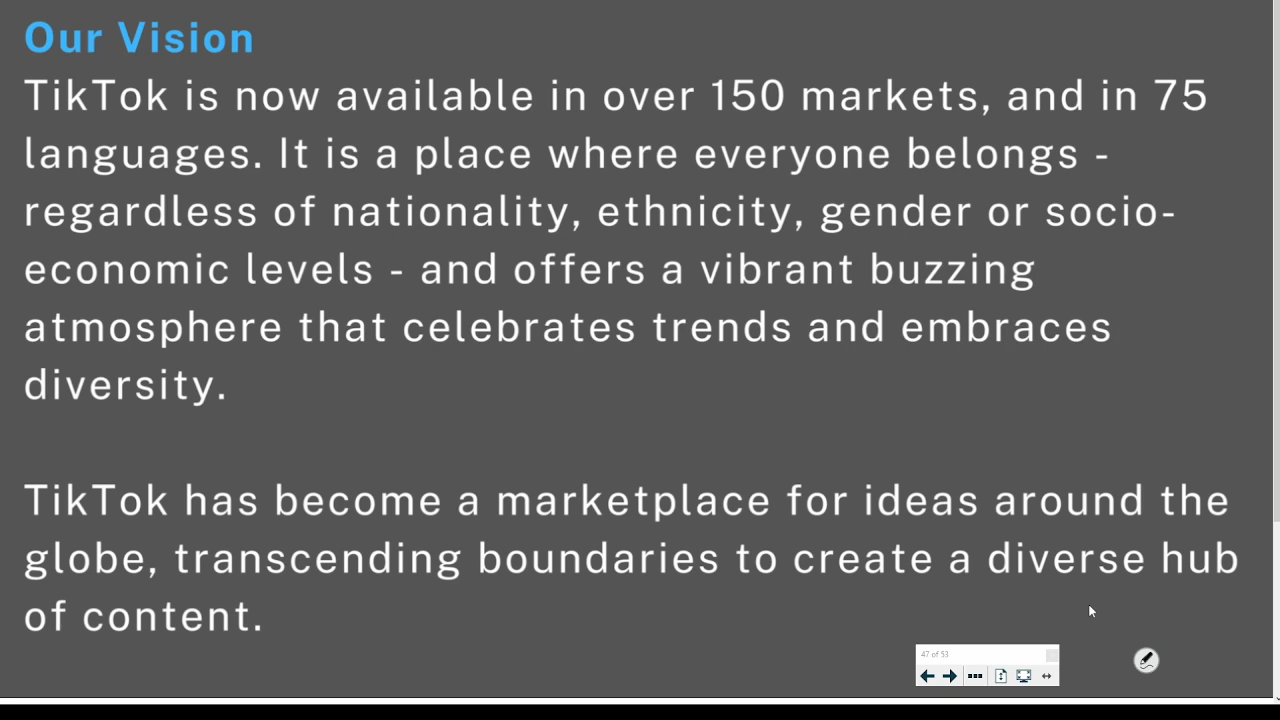 Our Vision
TikTok is now available in over 150 markets, and in 75
languages. It is a place where everyone belongs -
regardless of nationality, ethnicity, gender or socio-
economic levels - and offers a vibrant buzzing
atmosphere that celebrates trends and embraces
diversity.
TikTok has become a marketplace for ideas around the
globe, transcending boundaries to create a diverse hub
of content.
47 of 53